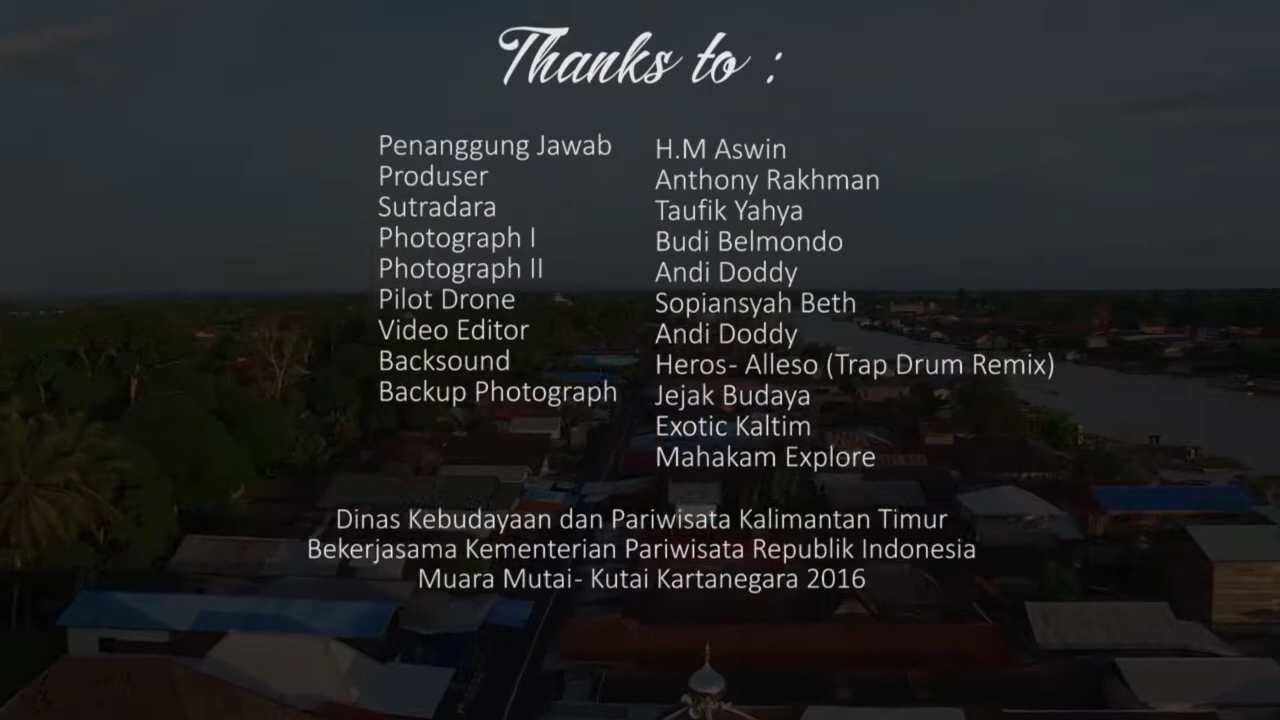 Thanks to :
Penanggung Jawab H.M Aswin
Produser Anthony Rakhman
Sutradara Taufik Yahya
Photograph I Budi Belmondo
Photograph II Andi Doddy
Pilot Drone Sopiansyah Beth
Video Editor Andi Doddy
Backsound Heros- Alleso (Trap Drum Remix)
Backup Photograph Jejak Budaya
Exotic Kaltim
Mahakam Explore
Dinas Kebudayaan dan Pariwisata Kalimantan Timur
Bekerjasama Kementerian Pariwisata Republik Indonesia
Muara Mutai- Kutai Kartanegara 2016